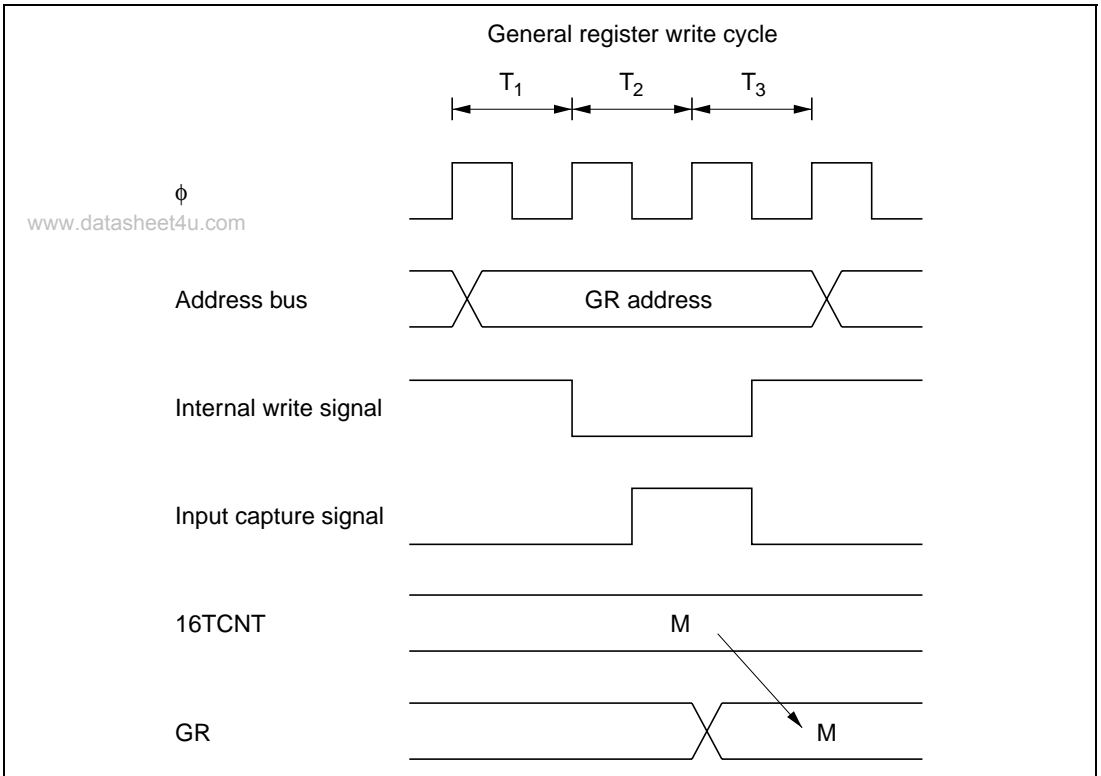 General register write cycle
T₁ T₂ T₃
φ
www.datasheet4u.com
Address bus GR address
Internal write signal
Input capture signal
16TCNT M
GR M